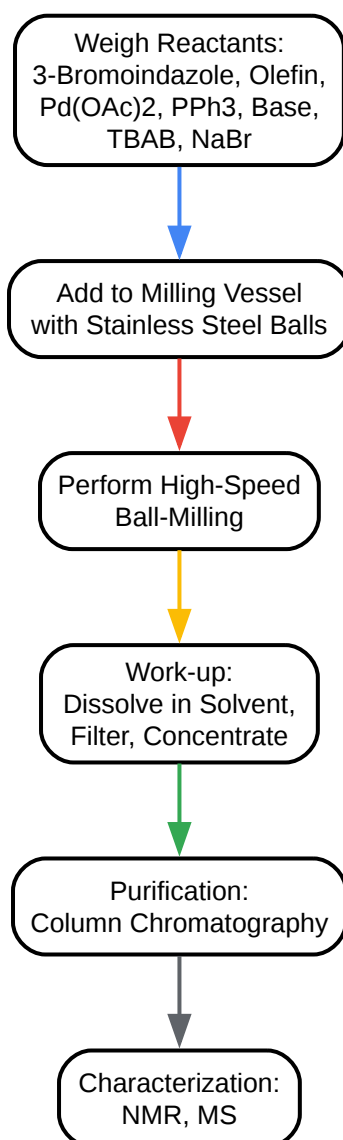 Weigh Reactants:
3-Bromoindazole, Olefin,
Pd(OAc)2, PPh3, Base,
TBAB, NaBr
Add to Milling Vessel
with Stainless Steel Balls
Perform High-Speed
Ball-Milling
Work-up:
Dissolve in Solvent,
Filter, Concentrate
Purification:
Column Chromatography
Characterization:
NMR, MS